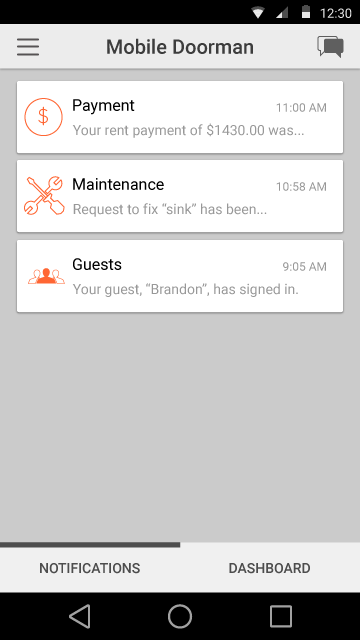 12:30
Mobile Doorman
Payment 11:00 AM
Your rent payment of $1430.00 was...
Maintenance 10:58 AM
Request to fix “sink” has been...
Guests 9:05 AM
Your guest, “Brandon”, has signed in.
NOTIFICATIONS DASHBOARD